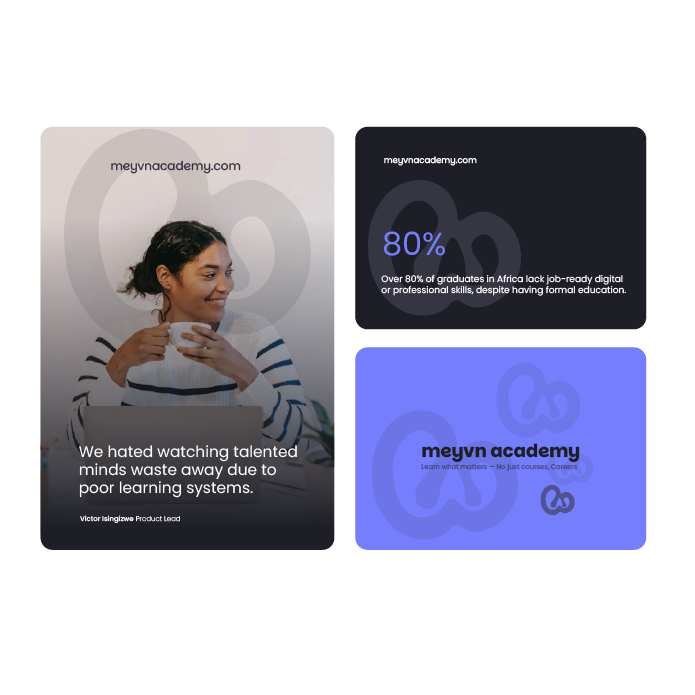 meyvnacademy.com
We hated watching talented
minds waste away due to
poor learning systems.
Victor Isingizwe Product Lead
meyvnacademy.com
80%
Over 80% of graduates in Africa lack job-ready digital
or professional skills, despite having formal education.
meyvn academy
Learn what matters — No just courses, Careers